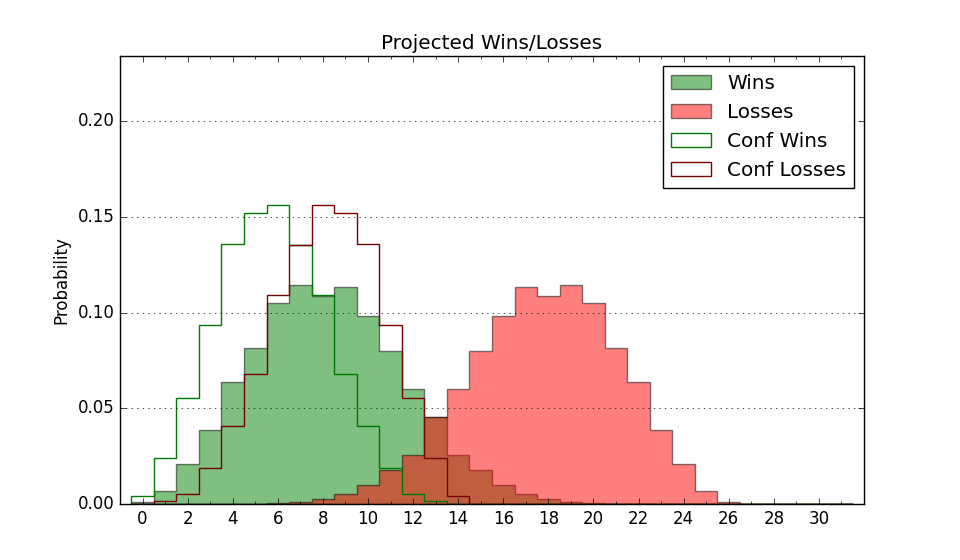 Projected Wins/Losses
Wins
Losses
Conf Wins
Conf Losses
Probability
0.20
0.15
0.10
0.05
0.00
0 2 4 6 8 10 12 14 16 18 20 22 24 26 28 30